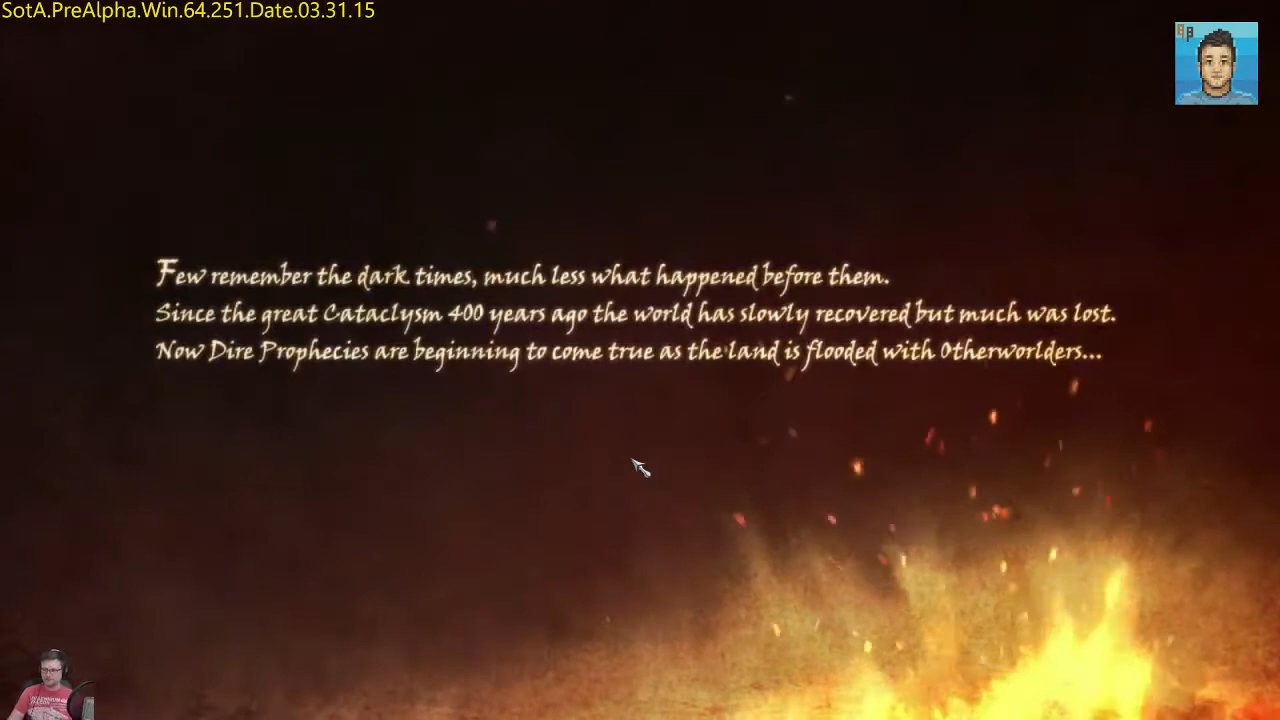 SotA.PreAlpha.Win.64.251.Date.03.31.15
Few remember the dark times, much less what happened before them.
Since the great Cataclysm 400 years ago the world has slowly recovered but much was lost.
Now Dire Prophecies are beginning to come true as the land is flooded with Otherworlders...